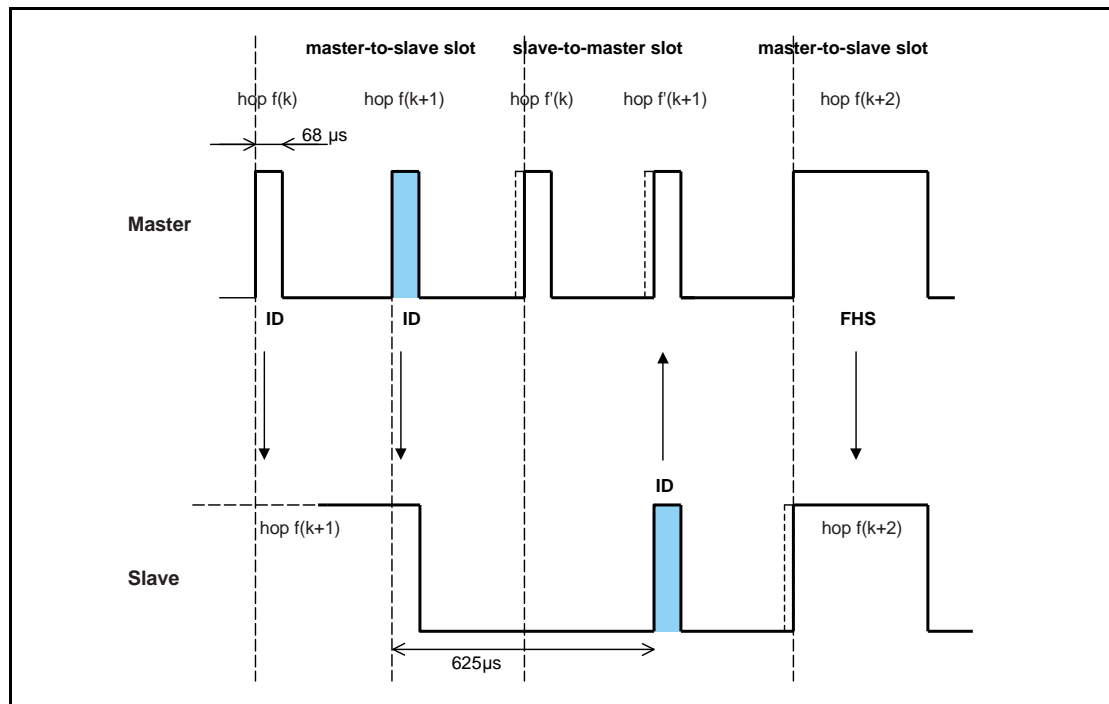 master-to-slave slot slave-to-master slot master-to-slave slot
hop f(k) hop f(k+1) hop f'(k) hop f'(k+1) hop f(k+2)
68 µs
Master
ID ID FHS
ID
hop f(k+1) hop f(k+2)
Slave
625µs